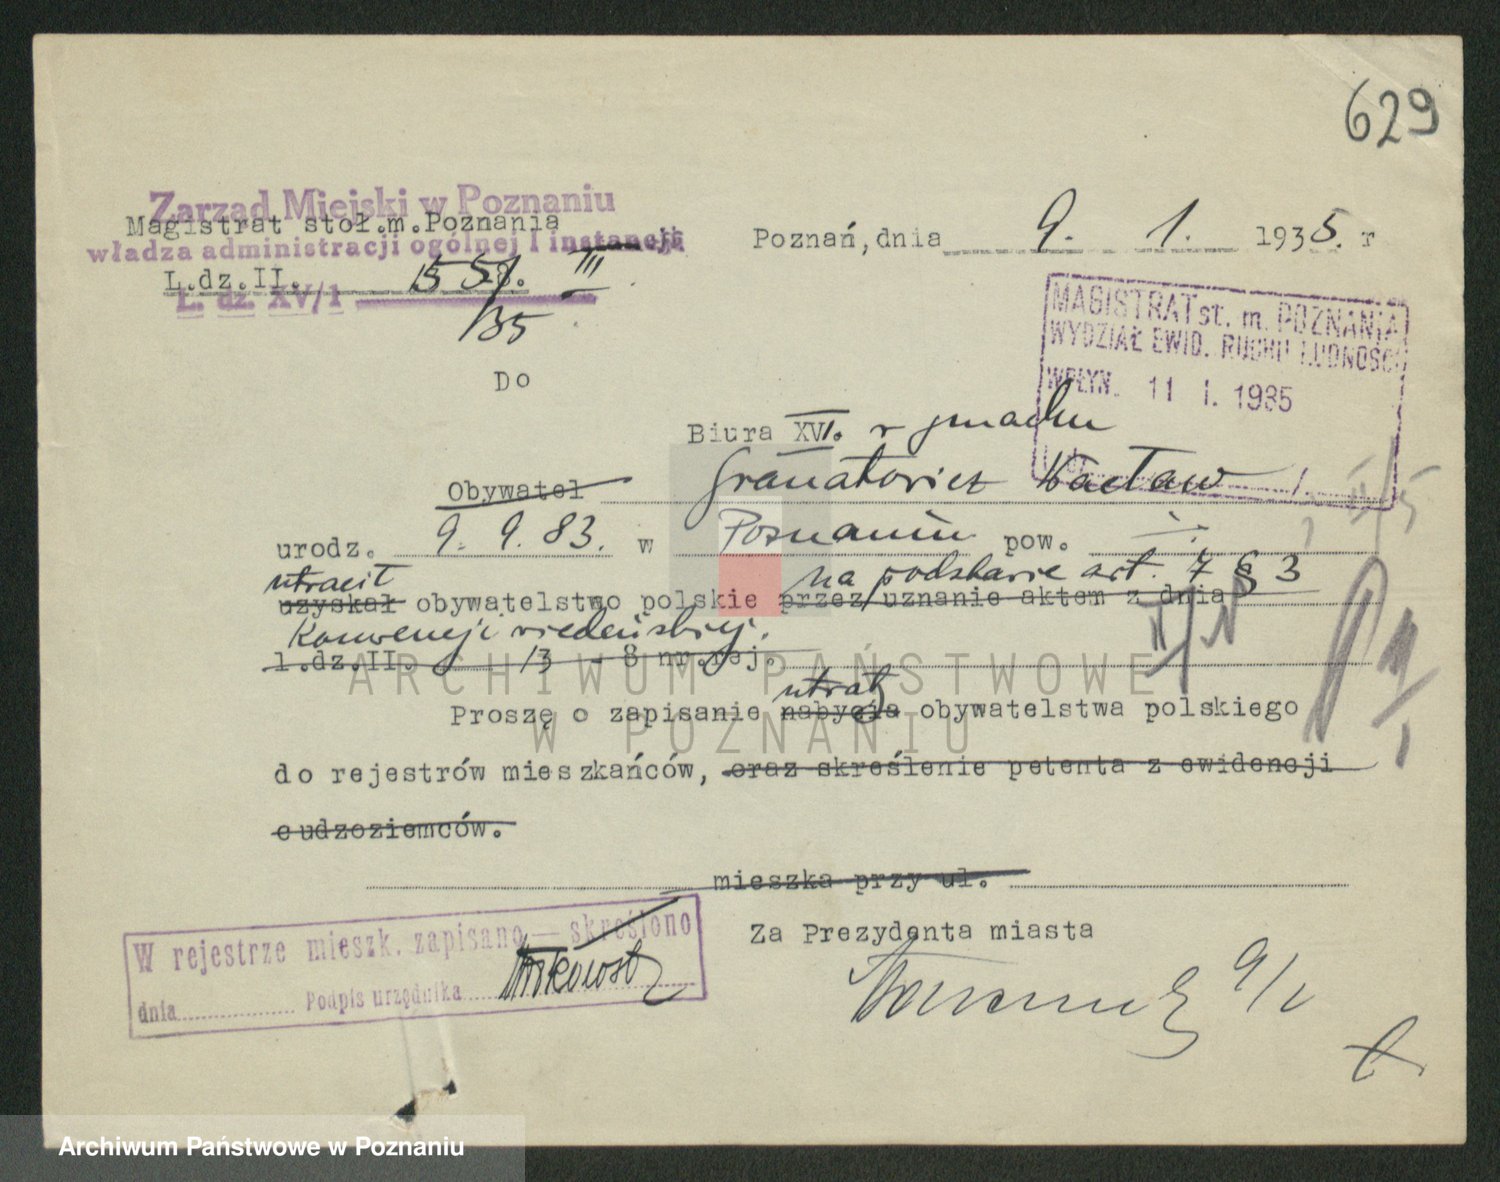 629
Zarząd Miejski w Poznaniu
Magistrat stoł.m.Poznania
władza administracji ogólnej I instancji
L.dz.II. 1551/35 III
L. dz. XV/1
Poznań,dnia 9. 1. 1935. r
MAGISTRAT st. m. POZNANIA
WYDZIAŁ EWID. RUCHU LUDNOŚCI
WPŁYN. 11 I. 1935
Do
Biura XVI. w gmachu
Obywatel Granatowicz Wacław
urodz. 9. 9. 83. w Poznaniu pow. -:-
utracił na podstawie art. 7 § 3
uzyskał obywatelstwo polskie przez uznanie aktem z dnia
Konwencji wiedeńskiej.
l.dz.II. /3 - 8 nr.rej.
utraty
Proszę o zapisanie nabycia obywatelstwa polskiego
do rejestrów mieszkańców, oraz skreślenie petenta z ewidencji
cudzoziemców.
mieszka przy ul.
Za Prezydenta miasta
9/I
W rejestrze mieszk. zapisano — skreślono
dnia Podpis urzędnika
ARCHIWUM PAŃSTWOWE
W POZNANIU
Archiwum Państwowe w Poznaniu